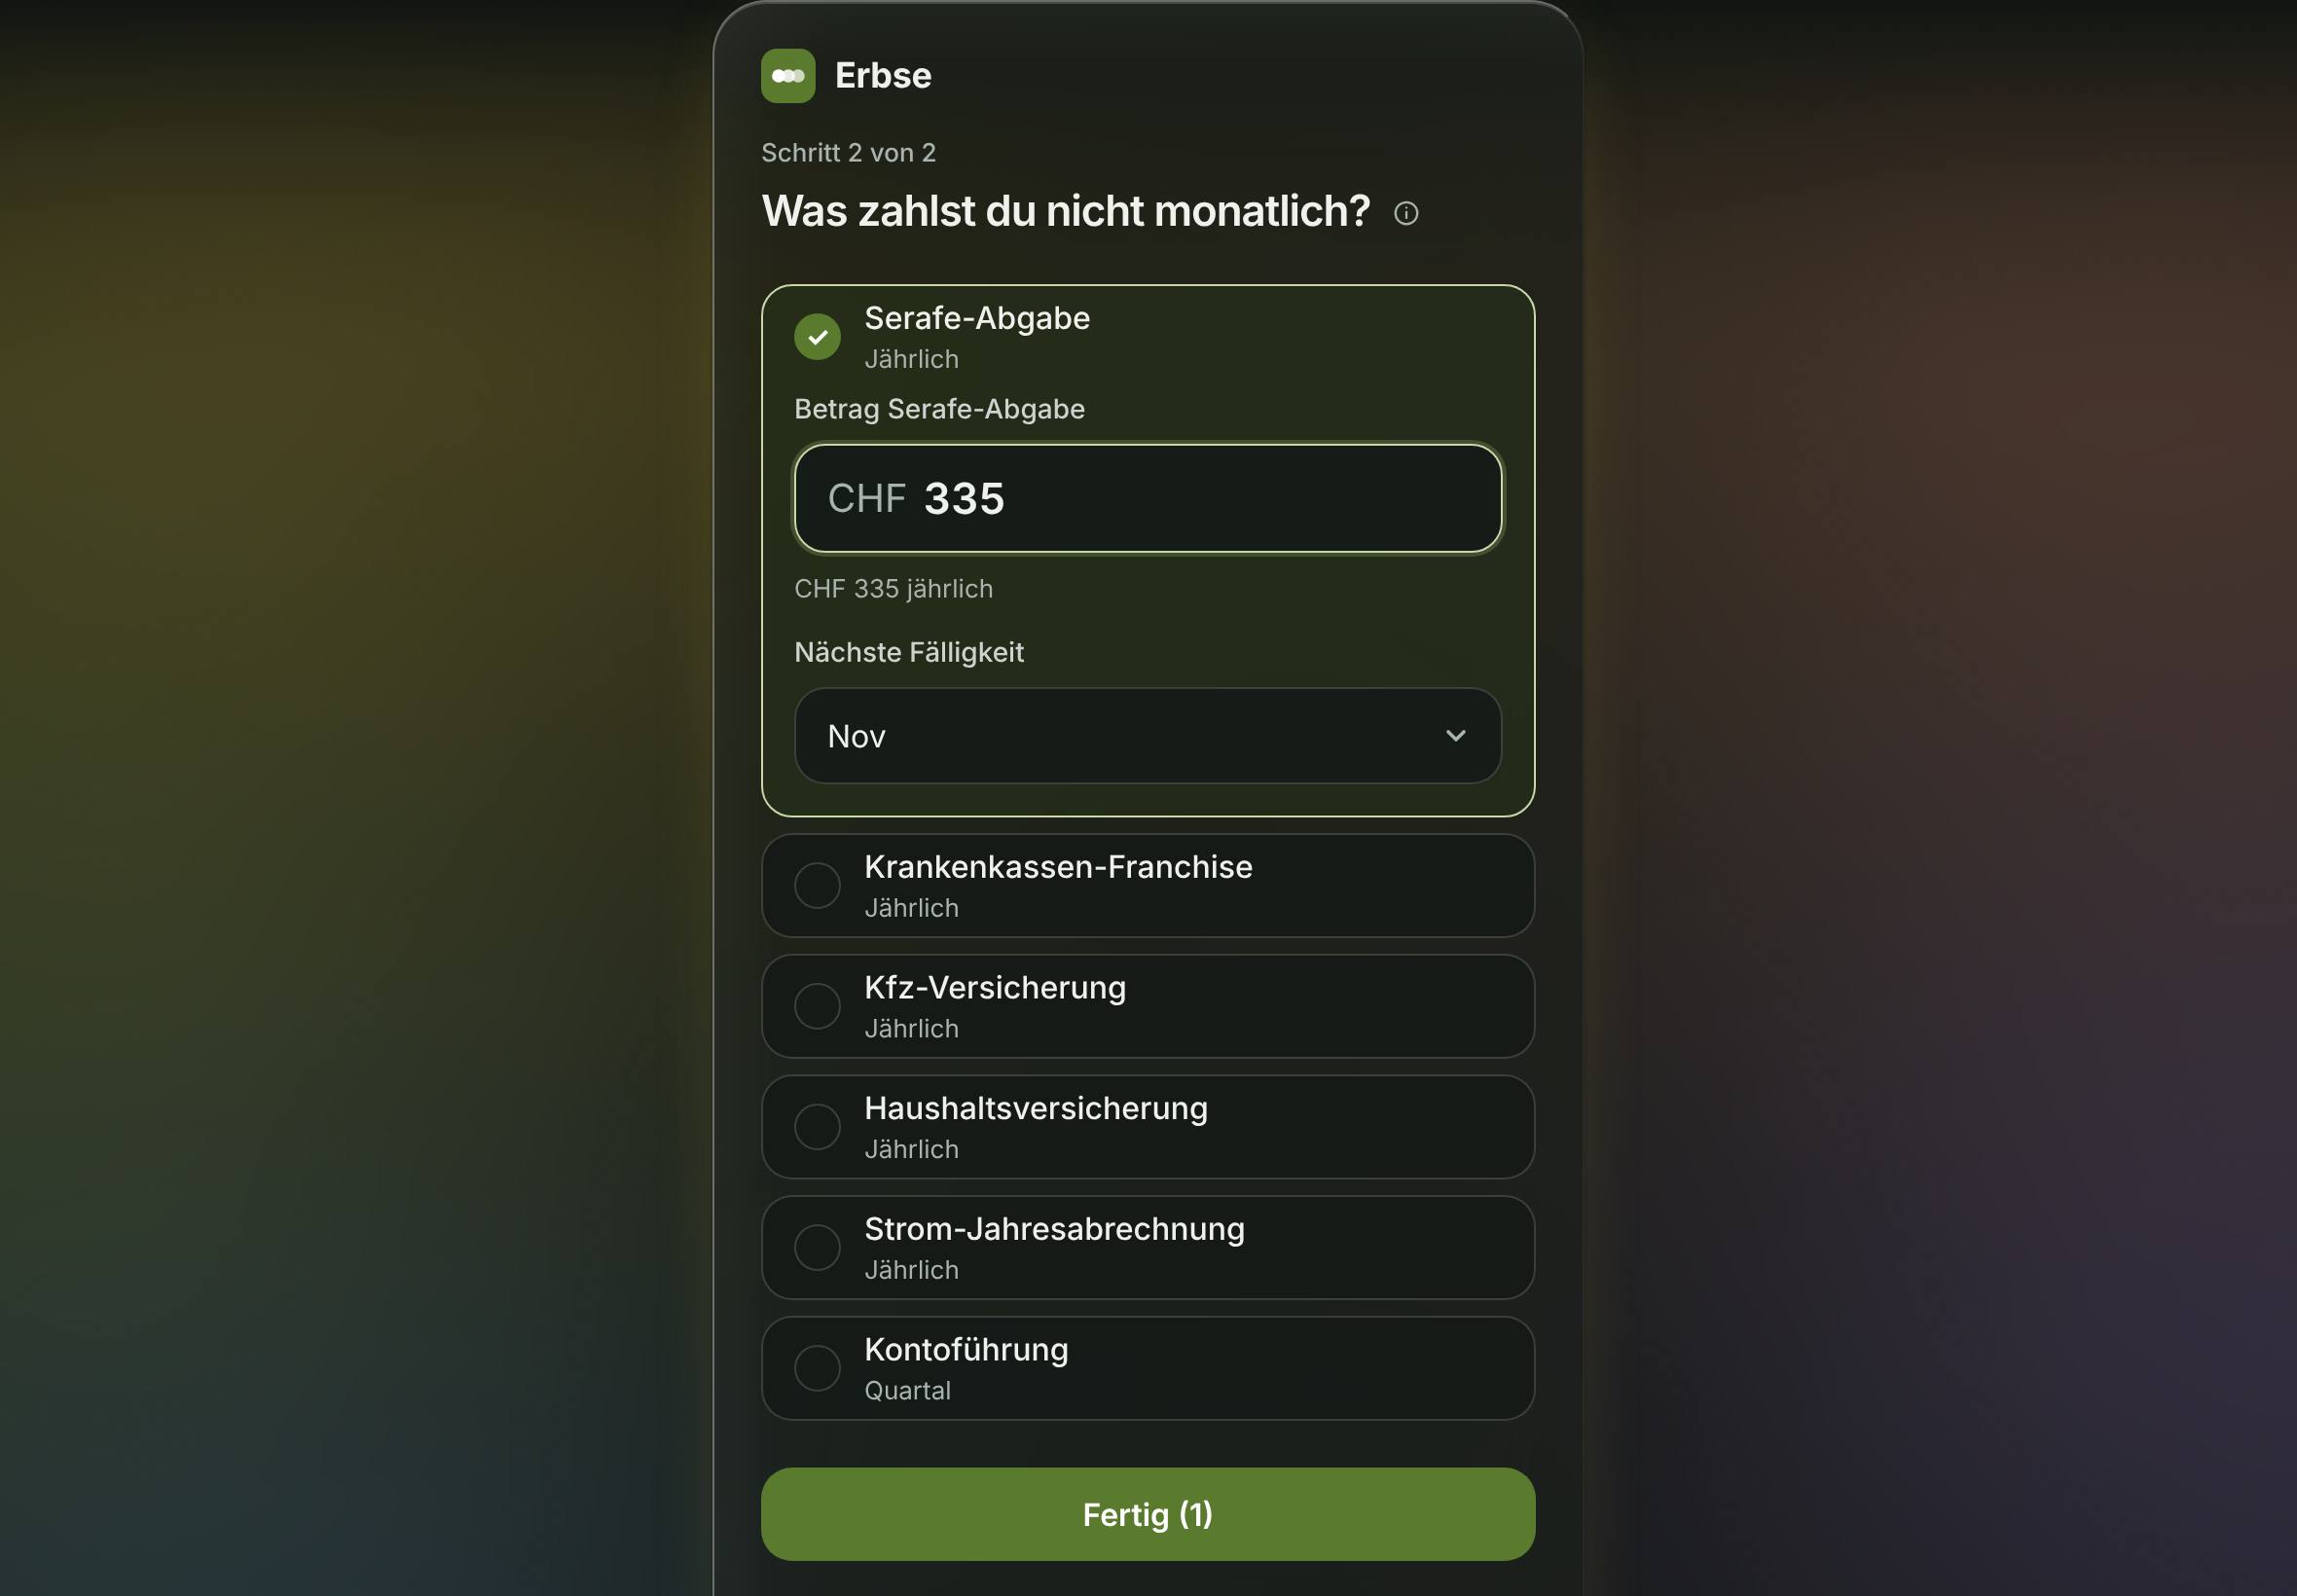 Erbse
Schritt 2 von 2
Was zahlst du nicht monatlich?
Serafe-Abgabe
Jährlich
Betrag Serafe-Abgabe
CHF 335
CHF 335 jährlich
Nächste Fälligkeit
Nov
Krankenkassen-Franchise
Jährlich
Kfz-Versicherung
Jährlich
Haushaltsversicherung
Jährlich
Strom-Jahresabrechnung
Jährlich
Kontoführung
Quartal
Fertig (1)